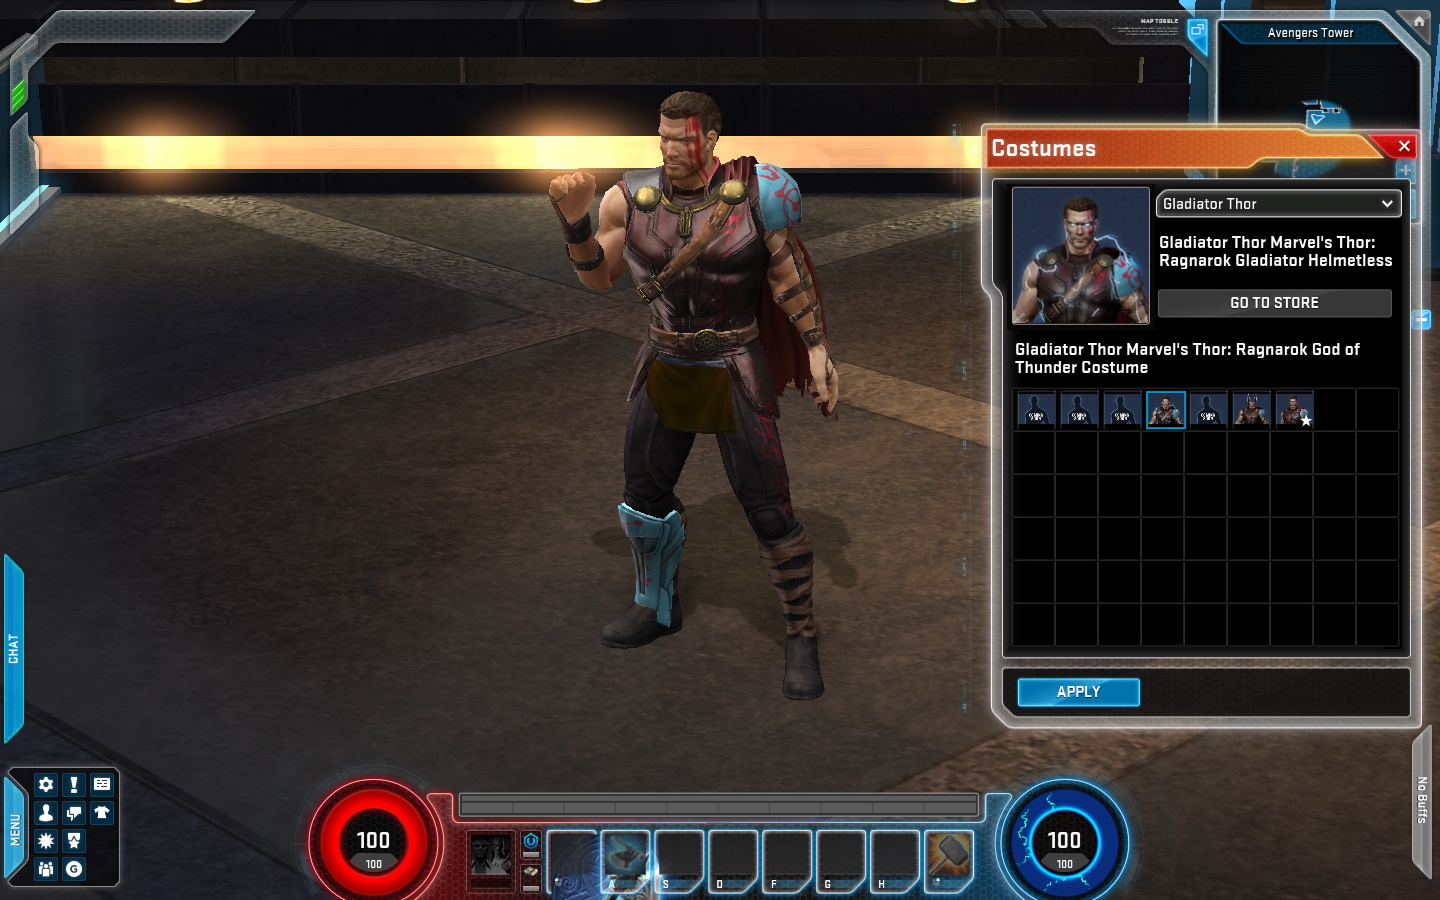 MAP TOGGLE
Avengers Tower
Costumes
Gladiator Thor
Gladiator Thor Marvel's Thor:
Ragnarok Gladiator Helmetless
GO TO STORE
Gladiator Thor Marvel's Thor: Ragnarok God of
Thunder Costume
APPLY
CHAT
MENU
No Buffs
100
100
100
100
A
S
D
F
G
H
G